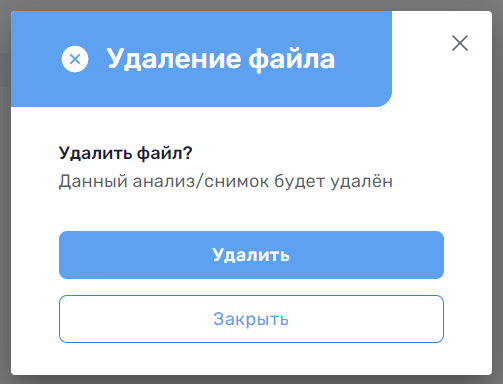 Удаление файла
Удалить файл?
Данный анализ/снимок будет удалён
Удалить
Закрыть